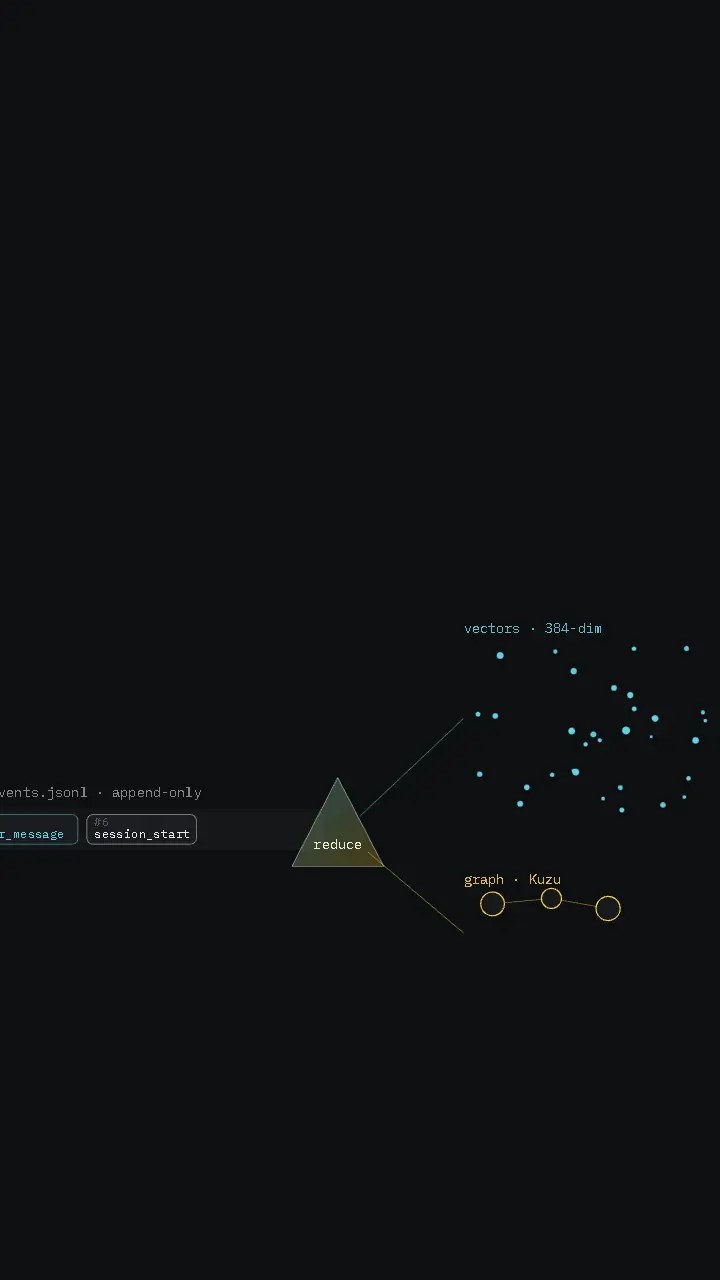 vectors · 384-dim
vents.jsonl · append-only
r_message
#6
session_start
reduce
graph · Kuzu